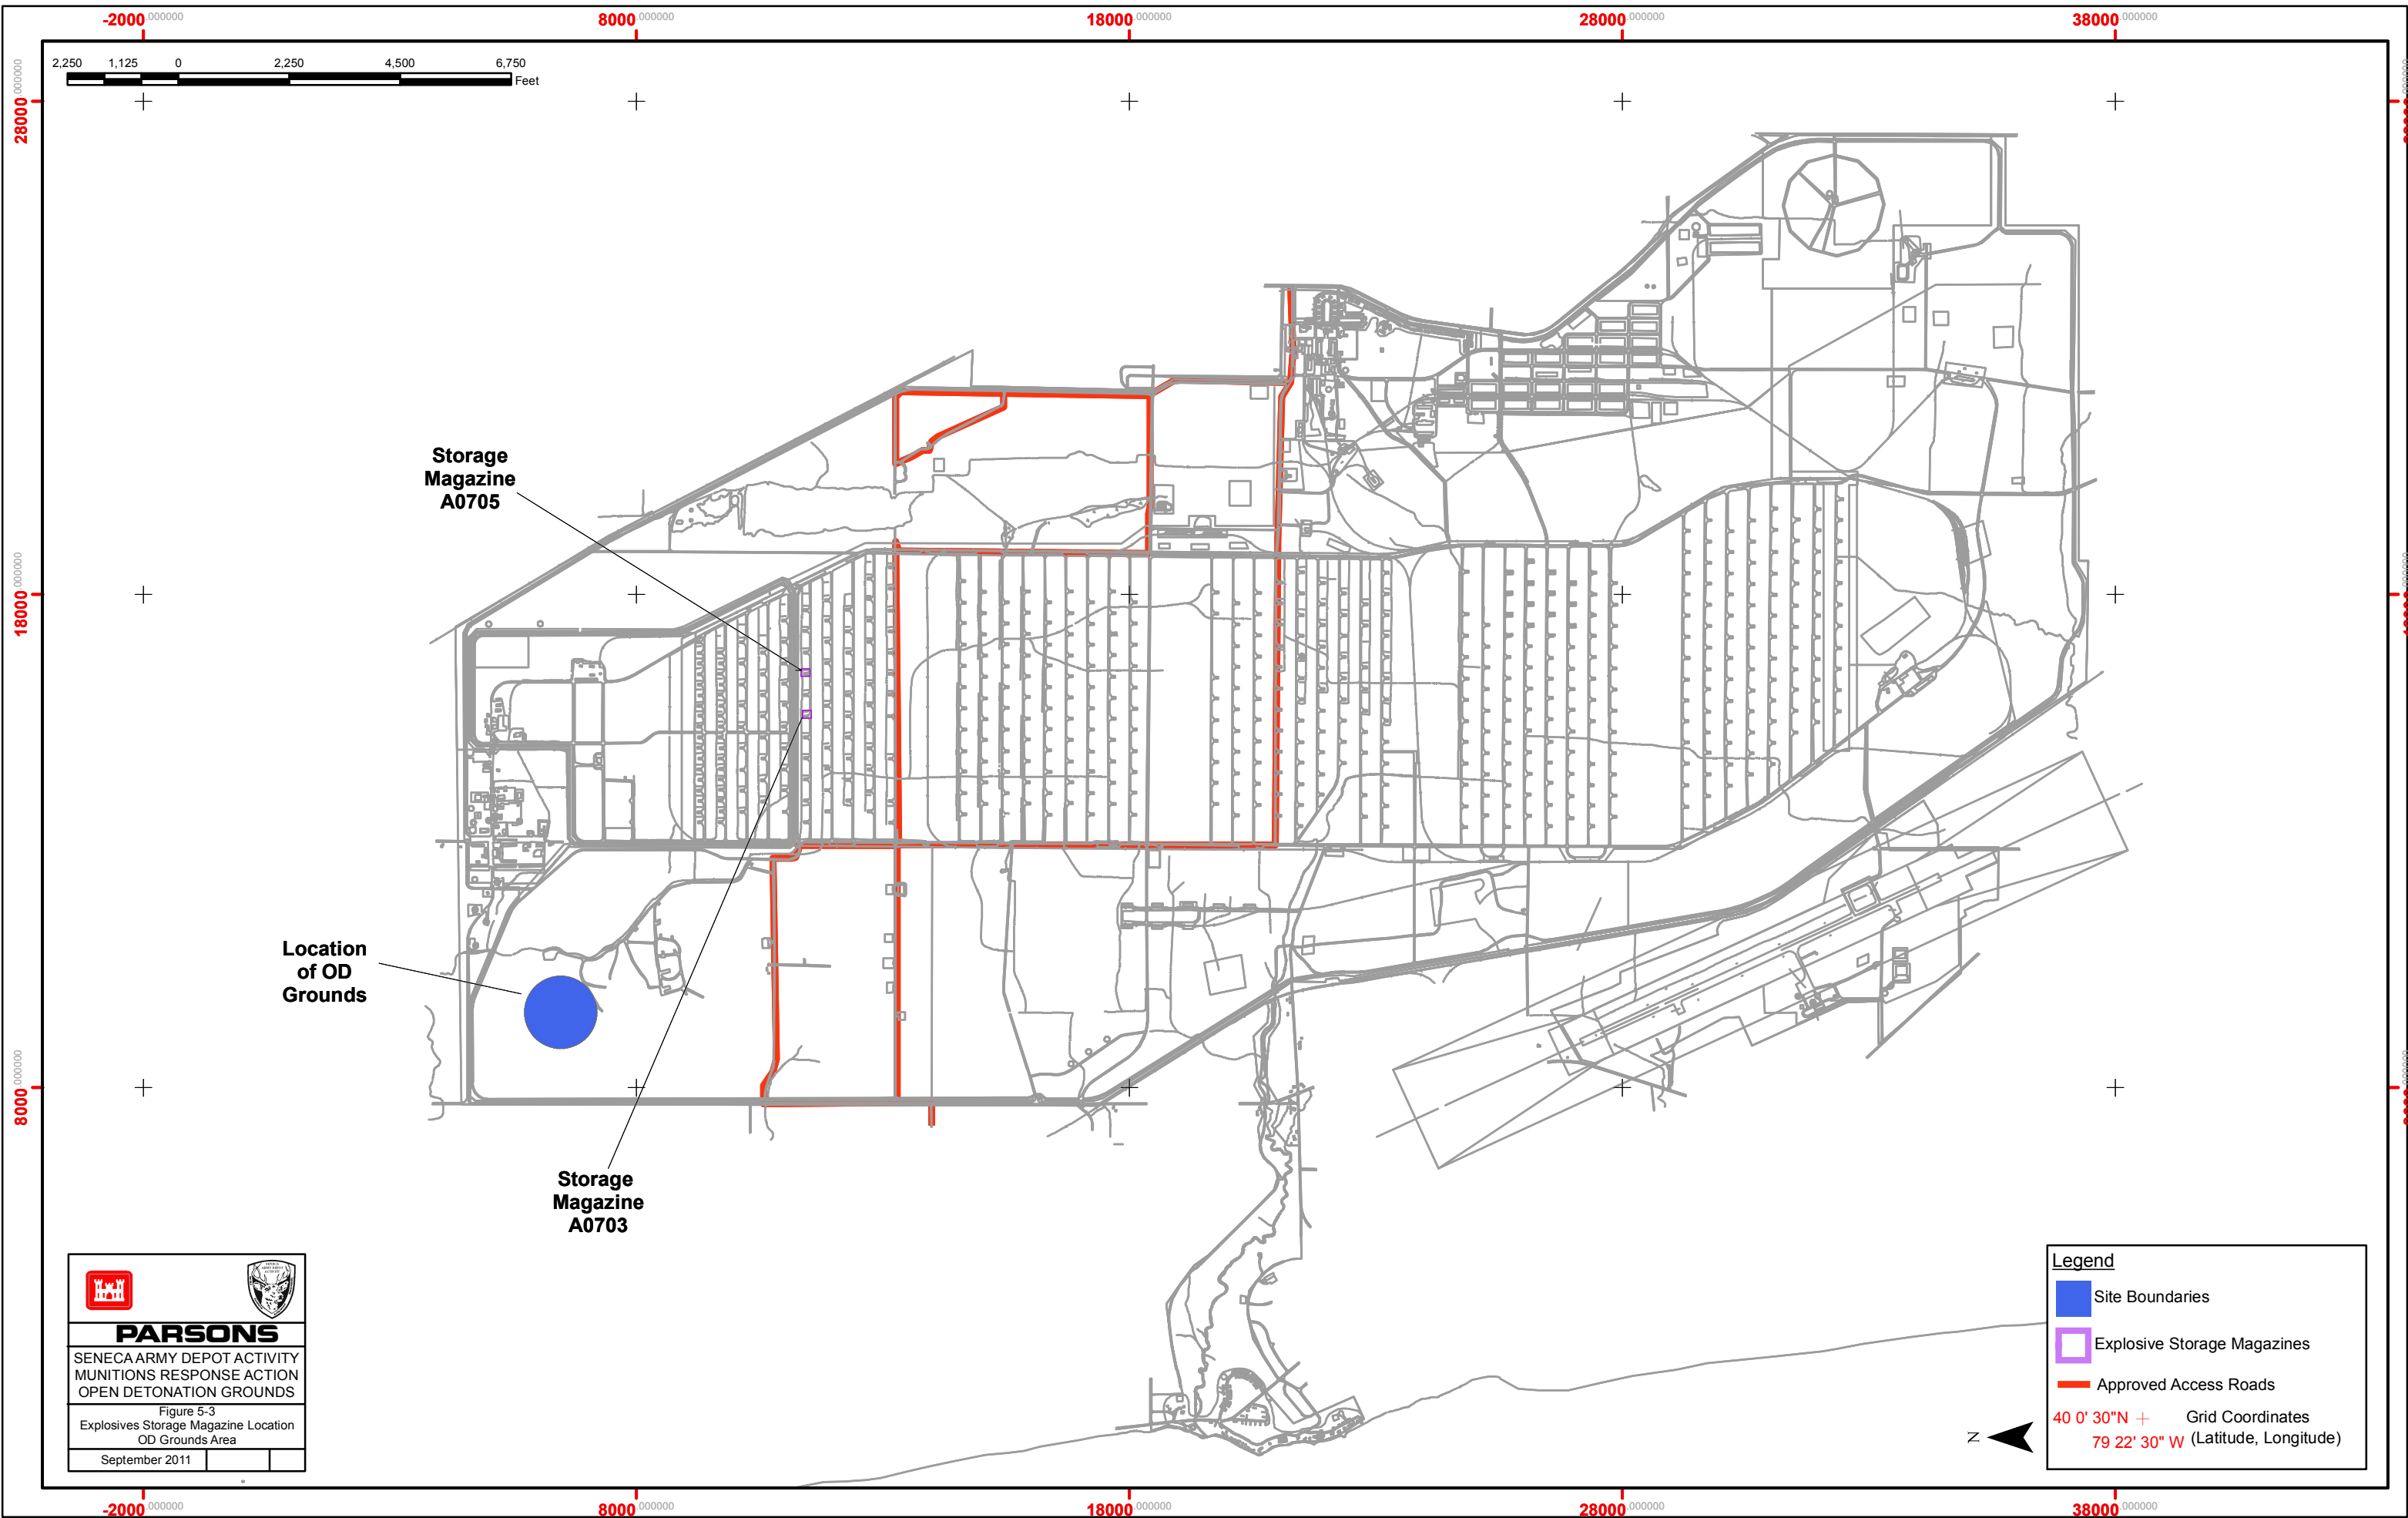 -2000.000000 8000.000000 18000.000000 28000.000000 38000.000000
2,250 1,125 0 2,250 4,500 6,750
Feet
28000.000000
18000.000000
8000.000000
Storage
Magazine
A0705
Location
of OD
Grounds
Storage
Magazine
A0703
PARSONS
SENECA ARMY DEPOT ACTIVITY
MUNITIONS RESPONSE ACTION
OPEN DETONATION GROUNDS
Figure 5-3
Explosives Storage Magazine Location
OD Grounds Area
September 2011
Legend
Site Boundaries
Explosive Storage Magazines
Approved Access Roads
40 0' 30"N Grid Coordinates
79 22' 30" W (Latitude, Longitude)
N
-2000.000000 8000.000000 18000.000000 28000.000000 38000.000000